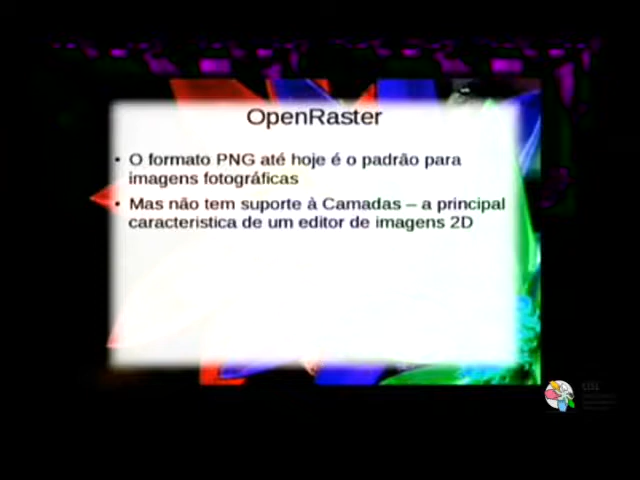 OpenRaster
• O formato PNG até hoje é o padrão para
imagens fotográficas
• Mas não tem suporte à Camadas – a principal
caracteristica de um editor de imagens 2D